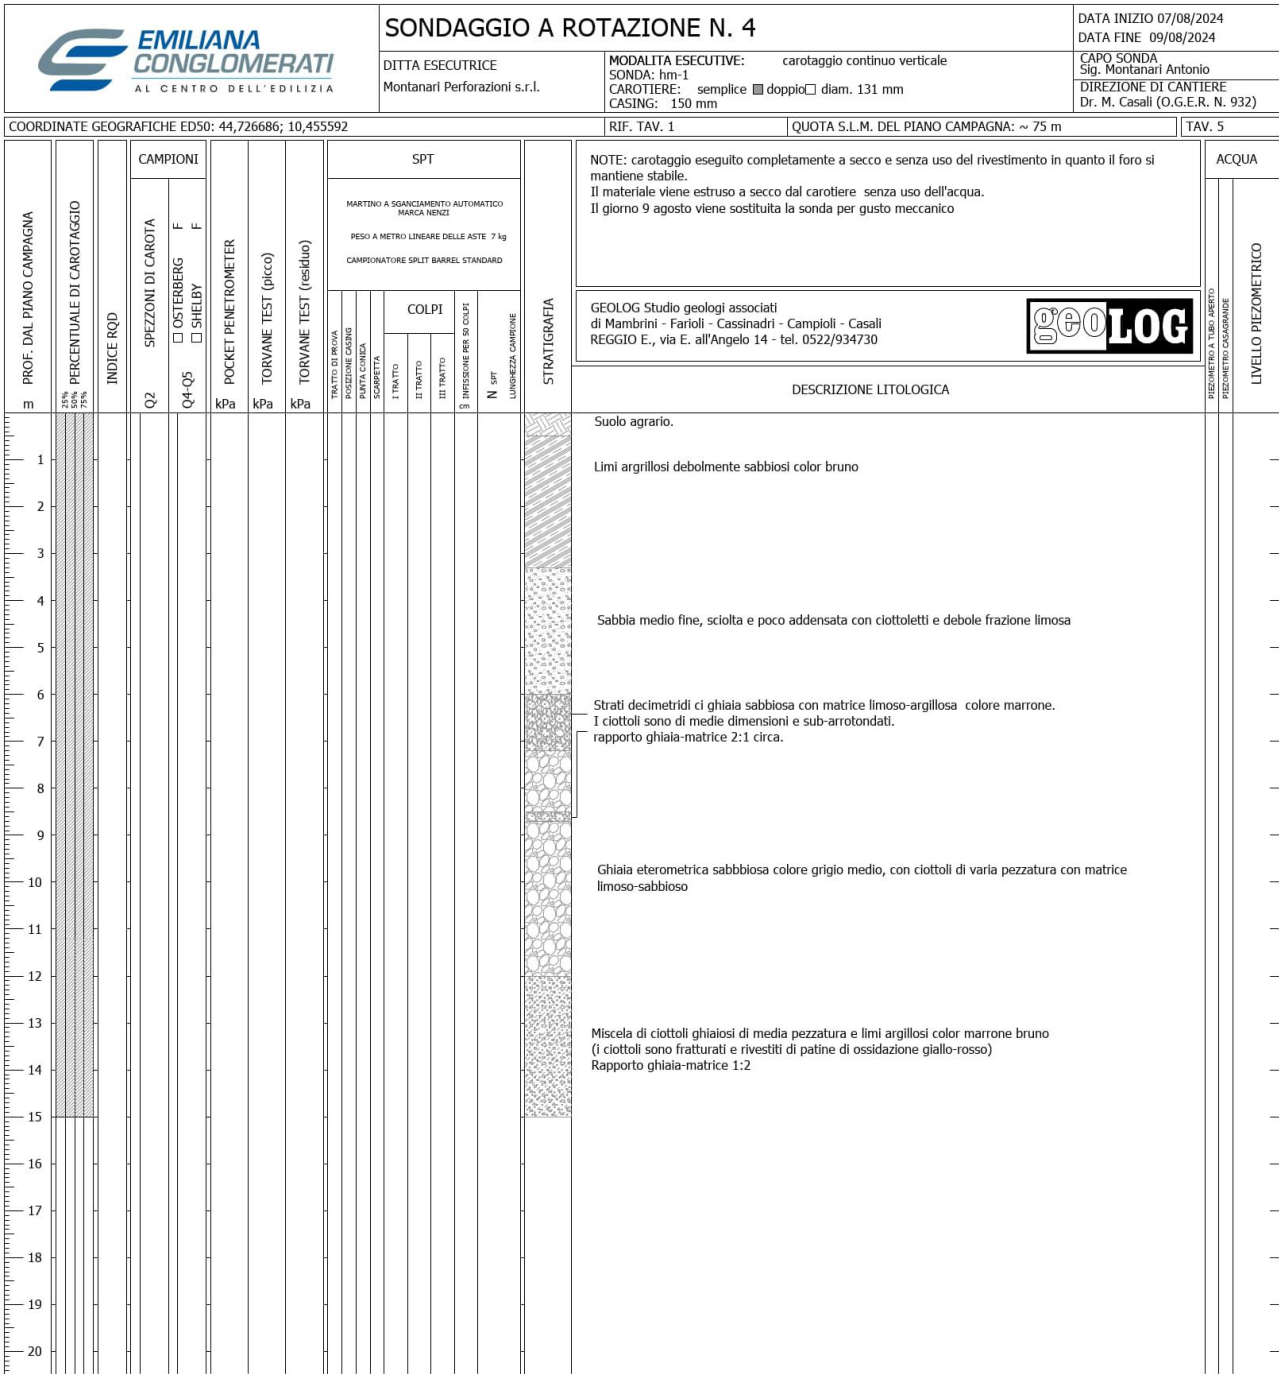 EMILIANA
CONGLOMERATI
AL CENTRO DELL'EDILIZIA
SONDAGGIO A ROTAZIONE N. 4
DATA INIZIO 07/08/2024
DATA FINE 09/08/2024
DITTA ESECUTRICE
Montanari Perforazioni s.r.l.
MODALITA ESECUTIVE: carotaggio continuo verticale
SONDA: hm-1
CAROTIERE: semplice doppio diam. 131 mm
CASING: 150 mm
CAPO SONDA
Sig. Montanari Antonio
DIREZIONE DI CANTIERE
Dr. M. Casali (O.G.E.R. N. 932)
COORDINATE GEOGRAFICHE ED50: 44,726686; 10,455592
RIF. TAV. 1
QUOTA S.L.M. DEL PIANO CAMPAGNA: ~ 75 m
TAV. 5
PROF. DAL PIANO CAMPAGNA
m
PERCENTUALE DI CAROTAGGIO
25%
50%
75%
INDICE RQD
CAMPIONI
SPEZZONI DI CAROTA
Q2
OSTERBERG F
SHELBY F
Q4-Q5
POCKET PENETROMETER
kPa
TORVANE TEST (picco)
kPa
TORVANE TEST (residuo)
kPa
SPT
MARTINO A SGANCIAMENTO AUTOMATICO
MARCA NENZI
PESO A METRO LINEARE DELLE ASTE 7 kg
CAMPIONATORE SPLIT BARREL STANDARD
TRATTO DI PROVA
POSIZIONE CASING
PUNTA CONICA
SCARPETTA
COLPI
I TRATTO
II TRATTO
III TRATTO
INFISSIONE PER 50 COLPI
cm
N SPT
LUNGHEZZA CAMPIONE
STRATIGRAFIA
NOTE: carotaggio eseguito completamente a secco e senza uso del rivestimento in quanto il foro si
mantiene stabile.
Il materiale viene estruso a secco dal carotiere senza uso dell'acqua.
Il giorno 9 agosto viene sostituita la sonda per gusto meccanico
GEOLOG Studio geologi associati
di Mambrini - Farioli - Cassinadri - Campioli - Casali
REGGIO E., via E. all'Angelo 14 - tel. 0522/934730
geoLOG
DESCRIZIONE LITOLOGICA
ACQUA
PIEZOMETRO A TUBO APERTO
PIEZOMETRO CASAGRANDE
LIVELLO PIEZOMETRICO
Suolo agrario.
1
Limi argrillosi debolmente sabbiosi color bruno
2
3
4
Sabbia medio fine, sciolta e poco addensata con ciottoletti e debole frazione limosa
5
6
Strati decimetridi ci ghiaia sabbiosa con matrice limoso-argillosa colore marrone.
I ciottoli sono di medie dimensioni e sub-arrotondati.
rapporto ghiaia-matrice 2:1 circa.
7
8
9
Ghiaia eterometrica sabbbiosa colore grigio medio, con ciottoli di varia pezzatura con matrice
limoso-sabbioso
10
11
12
13
Miscela di ciottoli ghiaiosi di media pezzatura e limi argillosi color marrone bruno
(i ciottoli sono fratturati e rivestiti di patine di ossidazione giallo-rosso)
Rapporto ghiaia-matrice 1:2
14
15
16
17
18
19
20